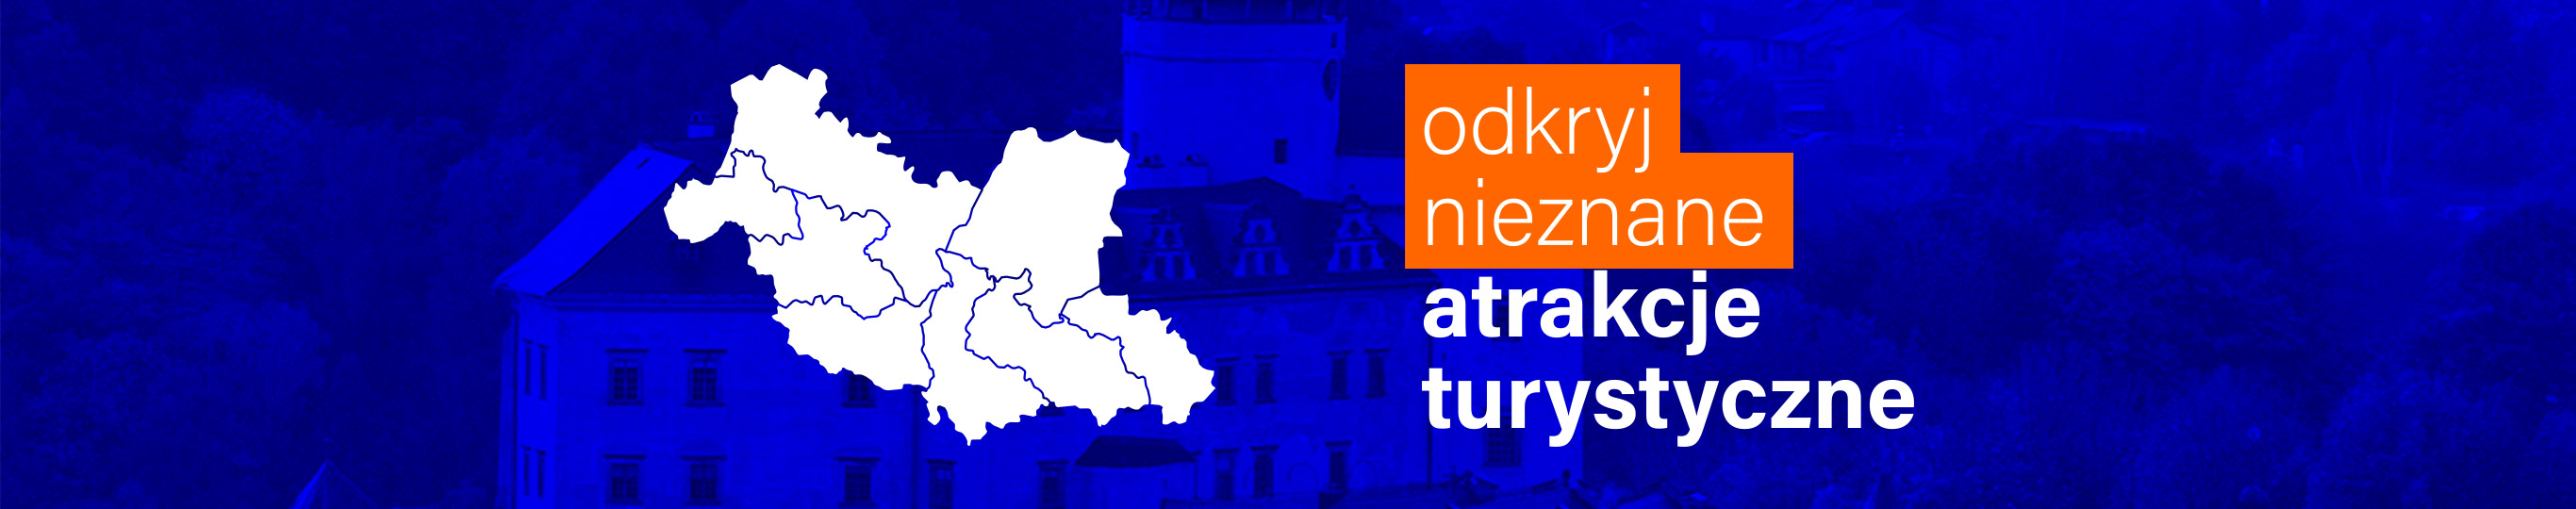 odkryj
nieznane
atrakcje
turystyczne